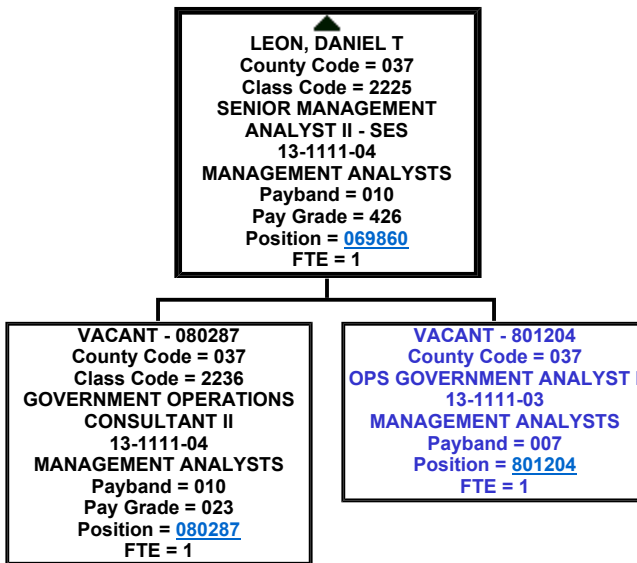 LEON, DANIEL T
County Code = 037
Class Code = 2225
SENIOR MANAGEMENT
ANALYST II - SES
13-1111-04
MANAGEMENT ANALYSTS
Payband = 010
Pay Grade = 426
Position = 069860
FTE = 1
VACANT - 080287
County Code = 037
Class Code = 2236
GOVERNMENT OPERATIONS
CONSULTANT II
13-1111-04
MANAGEMENT ANALYSTS
Payband = 010
Pay Grade = 023
Position = 080287
FTE = 1
VACANT - 801204
County Code = 037
OPS GOVERNMENT ANALYST
13-1111-03
MANAGEMENT ANALYSTS
Payband = 007
Position = 801204
FTE = 1